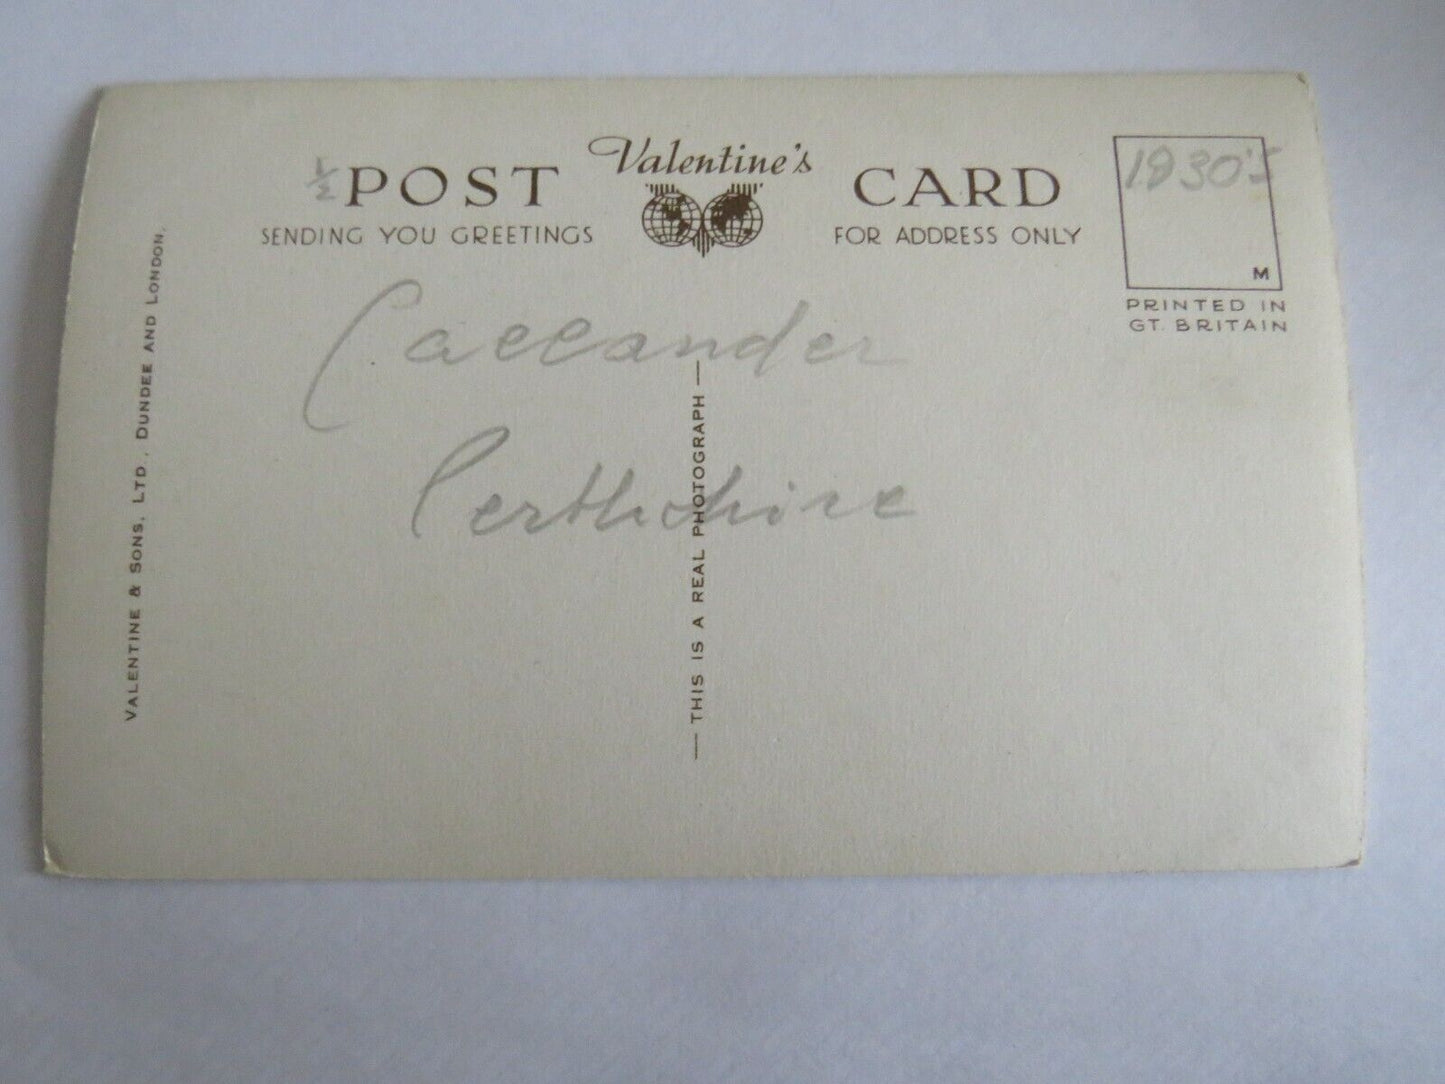 ½ POST Valentine's CARD
1930's
SENDING YOU GREETINGS
FOR ADDRESS ONLY
M
PRINTED IN
GT. BRITAIN
Callander
Perthshire
VALENTINE & SONS, LTD., DUNDEE AND LONDON.
— THIS IS A REAL PHOTOGRAPH —